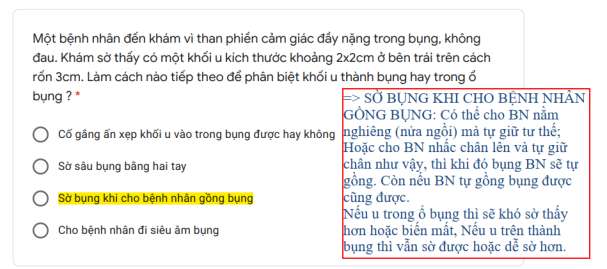 Một bệnh nhân đến khám vì than phiền cảm giác đầy nặng trong bụng, không
đau. Khám sờ thấy có một khối u kích thước khoảng 2x2cm ở bên trái trên cách
rốn 3cm. Làm cách nào tiếp theo để phân biệt khối u thành bụng hay trong ổ
bụng ? *
Cố gắng ấn xẹp khối u vào trong bụng được hay không
Sờ sâu bụng bằng hai tay
Sờ bụng khi cho bệnh nhân gồng bụng
Cho bệnh nhân đi siêu âm bụng
=> SỜ BỤNG KHI CHO BỆNH NHÂN
GỒNG BỤNG: Có thể cho BN nằm
nghiêng (nửa ngồi) mà tự giữ tư thế;
Hoặc cho BN nhấc chân lên và tự giữ
chân như vậy, thì khi đó bụng BN sẽ tự
gồng. Còn nếu BN tự gồng bụng được
cũng được.
Nếu u trong ổ bụng thì sẽ khó sờ thấy
hơn hoặc biến mất, Nếu u trên thành
bụng thì vẫn sờ được hoặc dễ sờ hơn.